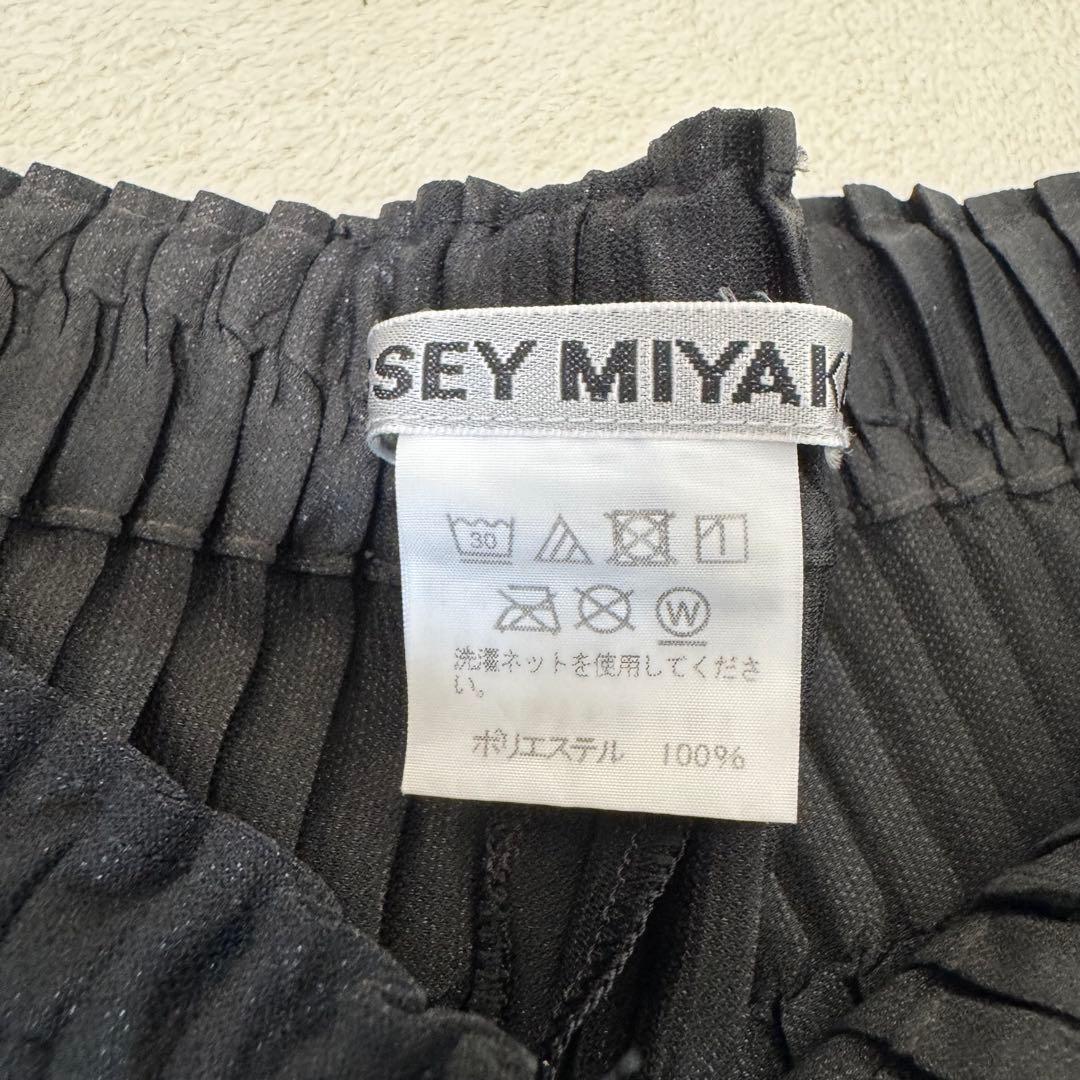 SEY MIYAK
30
W
洗濯ネットを使用してくださ
い。
ポリエステル 100%